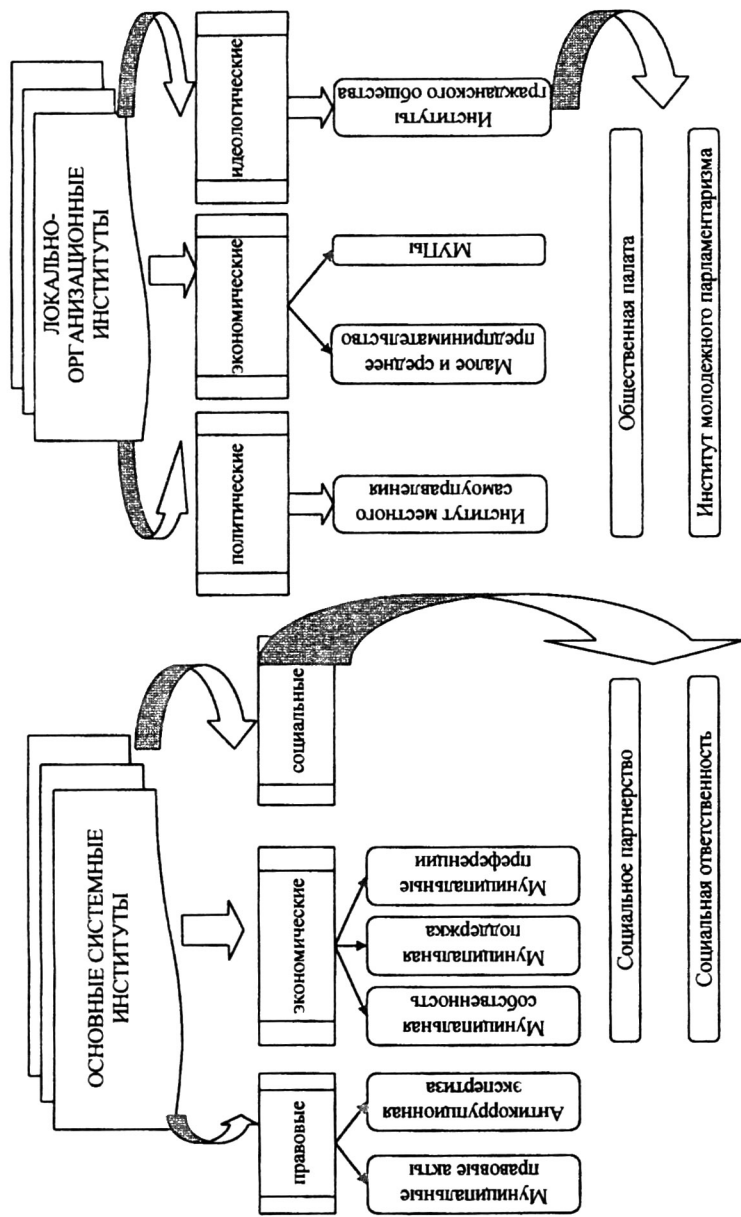 ОСНОВНЫЕ СИСТЕМНЫЕ
ИНСТИТУТЫ
правовые
экономические
социальные
Муниципальные
правовые акты
Антикоррупционная
экспертиза
Муниципальная
собственность
Муниципальная
поддержка
Муниципальные
преференции
Социальное партнерство
Социальная ответственность
ЛОКАЛЬНО-
ОРГАНИЗАЦИОННЫЕ
ИНСТИТУТЫ
политические
экономические
идеологические
Институт местного
самоуправления
Малое и среднее
предпринимательство
МУПы
Институты
гражданского общества
Общественная палата
Институт молодежного парламентаризма